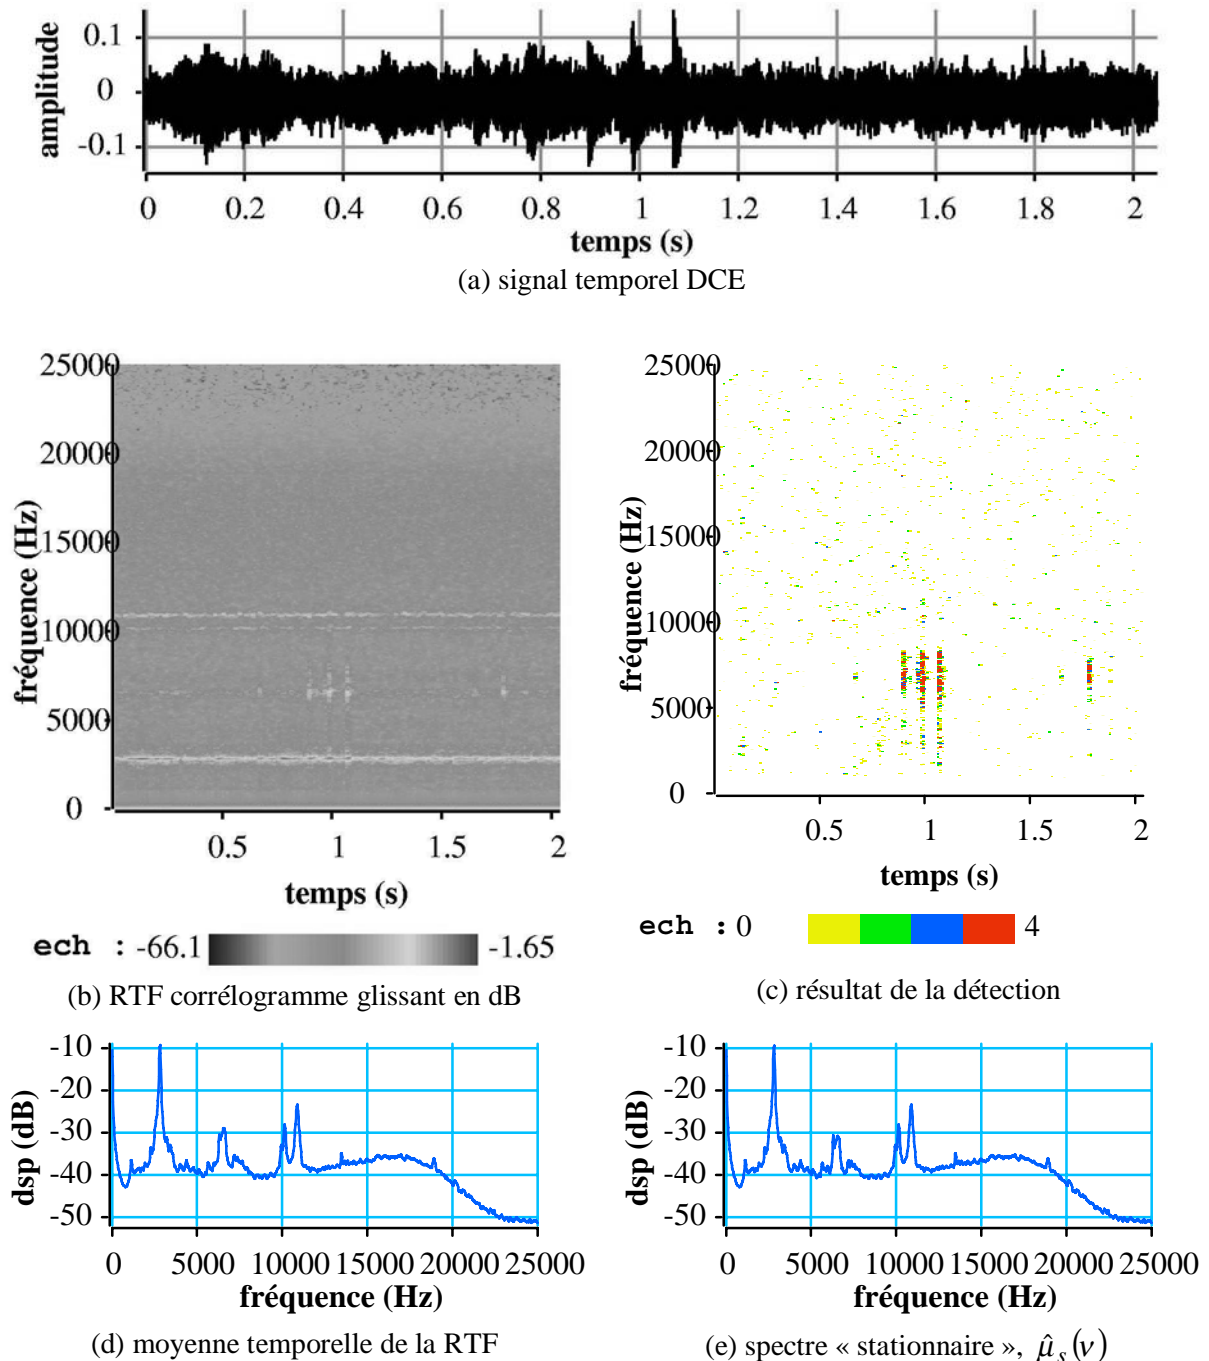 amplitude
0.1
0
-0.1
0 0.2 0.4 0.6 0.8 1 1.2 1.4 1.6 1.8 2
temps (s)
(a) signal temporel DCE
fréquence (Hz)
25000
20000
15000
10000
5000
0
0.5 1 1.5 2
temps (s)
ech : -66.1 -1.65
(b) RTF corrélogramme glissant en dB
fréquence (Hz)
25000
20000
15000
10000
5000
0
0.5 1 1.5 2
temps (s)
ech : 0 4
(c) résultat de la détection
dsp (dB)
-10
-20
-30
-40
-50
0 5000 10000 15000 20000 25000
fréquence (Hz)
(d) moyenne temporelle de la RTF
dsp (dB)
-10
-20
-30
-40
-50
0 5000 10000 15000 20000 25000
fréquence (Hz)
(e) spectre « stationnaire », μ̂_s(ν)